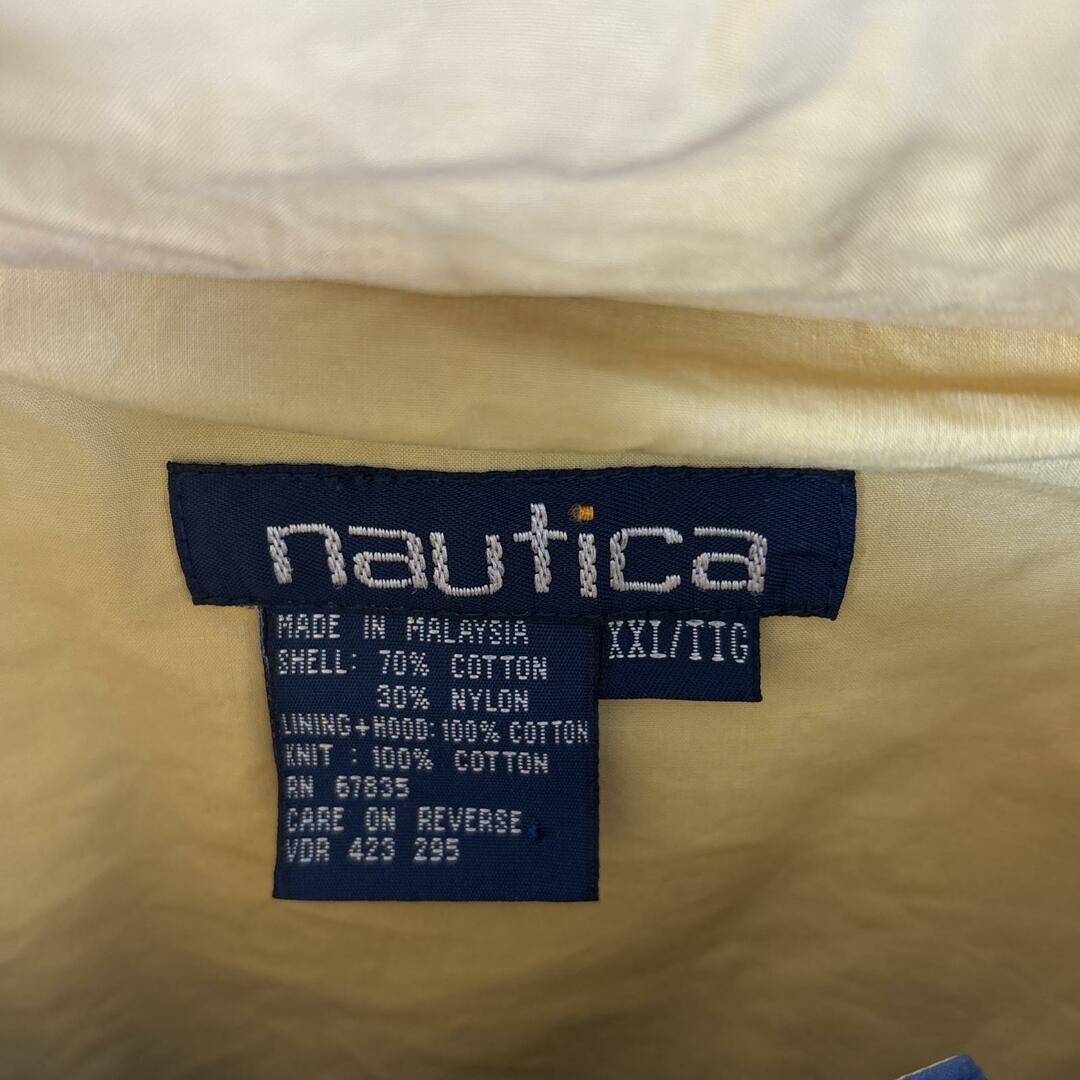 nautica
MADE IN MALAYSIA
SHELL: 70% COTTON
30% NYLON
LINING+HOOD: 100% COTTON
KNIT : 100% COTTON
RN 67835
CARE ON REVERSE
VDR 423 295
XXL/TTG